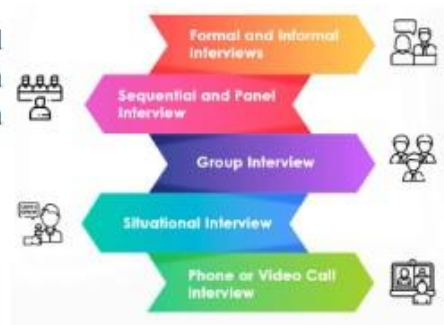 Formal and Informal
Interviews
Sequential and Panel
Interview
Group Interview
Situational Interview
Phone or Video Call
Interview